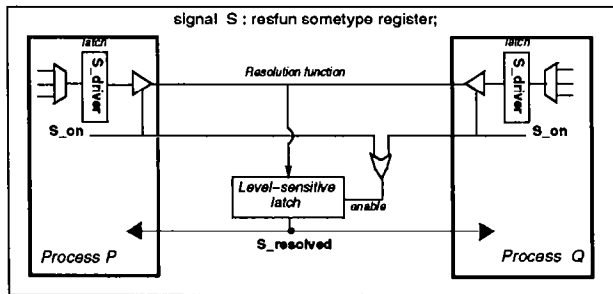 signal S : resfun sometype register;
latch
S_driver
S_on
Resolution function
latch
S_driver
S_on
Level-sensitive
latch
enable
S_resolved
Process P
Process Q